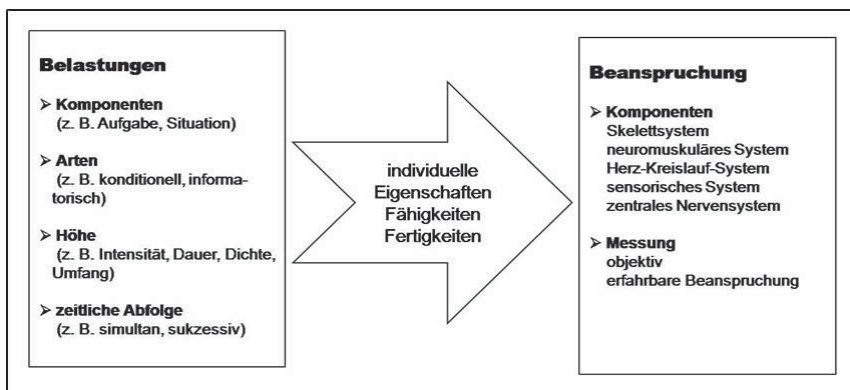 Belastungen
➢ Komponenten
(z. B. Aufgabe, Situation)
➢ Arten
(z. B. konditionell, informa-
torisch)
➢ Höhe
(z. B. Intensität, Dauer, Dichte,
Umfang)
➢ zeitliche Abfolge
(z. B. simultan, sukzessiv)
individuelle
Eigenschaften
Fähigkeiten
Fertigkeiten
Beanspruchung
➢ Komponenten
Skelettsystem
neuromuskuläres System
Herz-Kreislauf-System
sensorisches System
zentrales Nervensystem
➢ Messung
objektiv
erfahrbare Beanspruchung